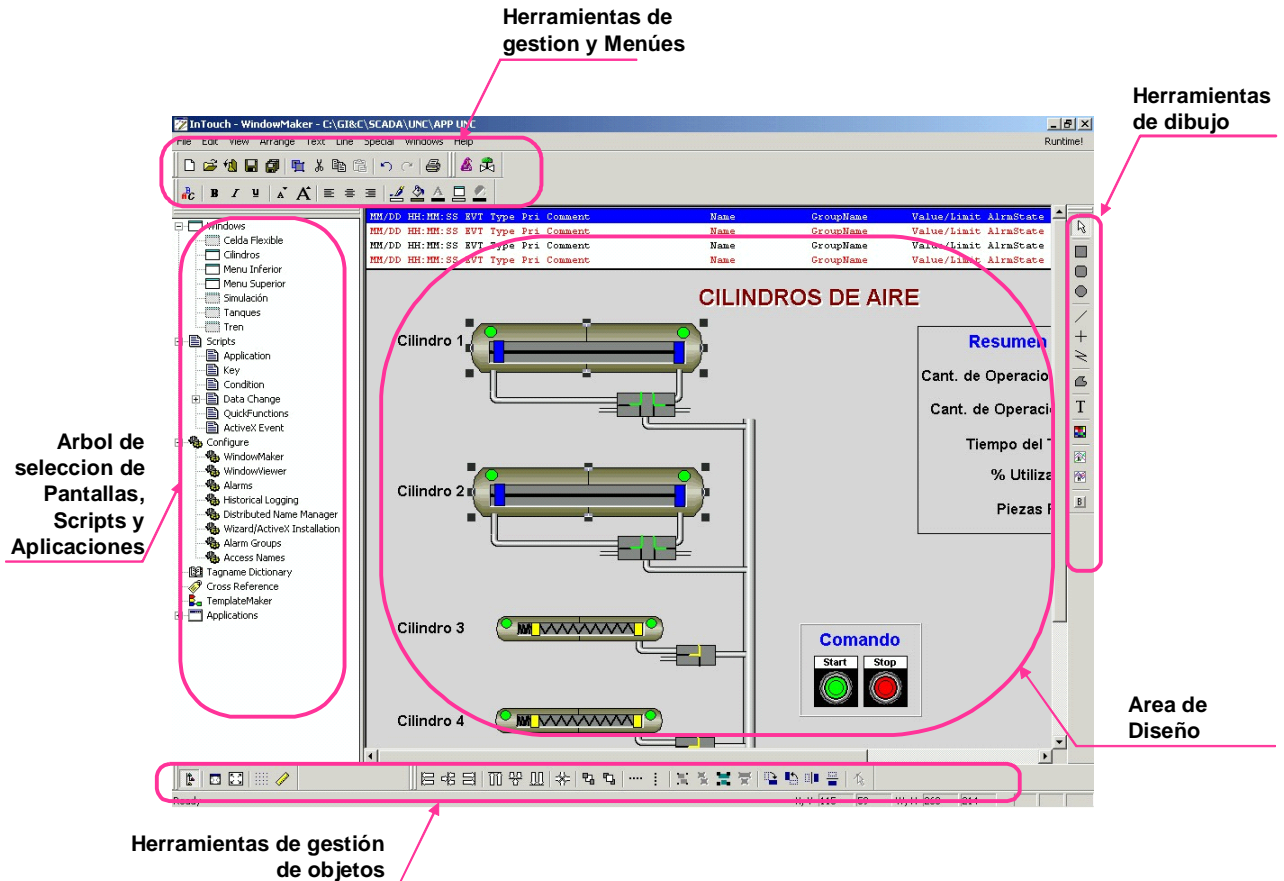 Herramientas de
gestion y Menúes
Herramientas
de dibujo
InTouch - WindowMaker - C:\GI&C\SCADA\UNC\APP UNC
File Edit View Arrange Text Line Special Windows Help
Runtime!
MM/DD HH:MM:SS EVT Type Pri Comment Name GroupName Value/Limit AlrmState
MM/DD HH:MM:SS EVT Type Pri Comment Name GroupName Value/Limit AlrmState
MM/DD HH:MM:SS EVT Type Pri Comment Name GroupName Value/Limit AlrmState
MM/DD HH:MM:SS EVT Type Pri Comment Name GroupName Value/Limit AlrmState
Windows
Celda Flexible
Cilindros
Menu Inferior
Menu Superior
Simulación
Tanques
Tren
Scripts
Application
Key
Condition
Data Change
QuickFunctions
ActiveX Event
Configure
WindowMaker
WindowViewer
Alarms
Historical Logging
Distributed Name Manager
Wizard/ActiveX Installation
Alarm Groups
Access Names
Tagname Dictionary
Cross Reference
TemplateMaker
Applications
Arbol de
seleccion de
Pantallas,
Scripts y
Aplicaciones
CILINDROS DE AIRE
Cilindro 1
Cilindro 2
Cilindro 3
Cilindro 4
Resumen
Cant. de Operacio
Cant. de Operaci
Tiempo del T
% Utiliza
Piezas
Comando
Start Stop
Area de
Diseño
Ready
Herramientas de gestión
de objetos